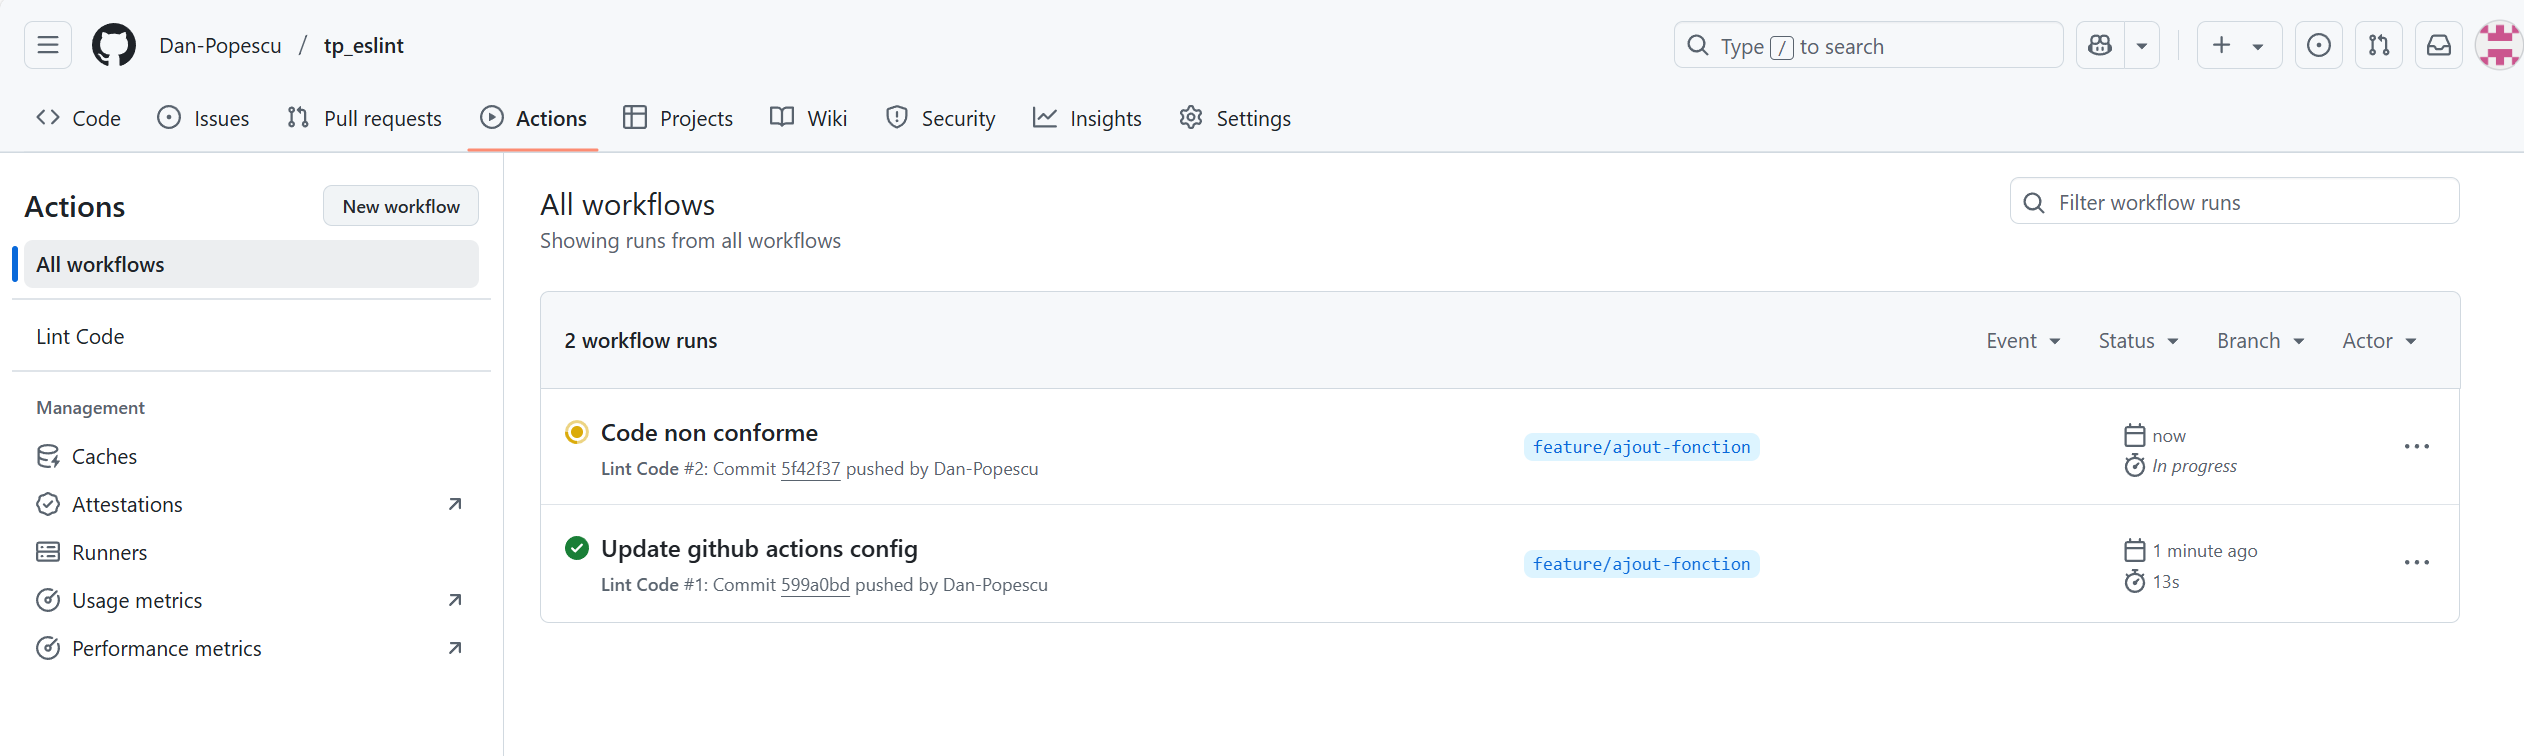 Dan-Popescu / tp_eslint
Type / to search
Code Issues Pull requests Actions Projects Wiki Security Insights Settings
Actions
New workflow
All workflows
Lint Code
Management
Caches
Attestations
Runners
Usage metrics
Performance metrics
All workflows
Showing runs from all workflows
Filter workflow runs
2 workflow runs
Event Status Branch Actor
Code non conforme
Lint Code #2: Commit 5f42f37 pushed by Dan-Popescu
feature/ajout-fonction
now
In progress
Update github actions config
Lint Code #1: Commit 599a0bd pushed by Dan-Popescu
feature/ajout-fonction
1 minute ago
13s